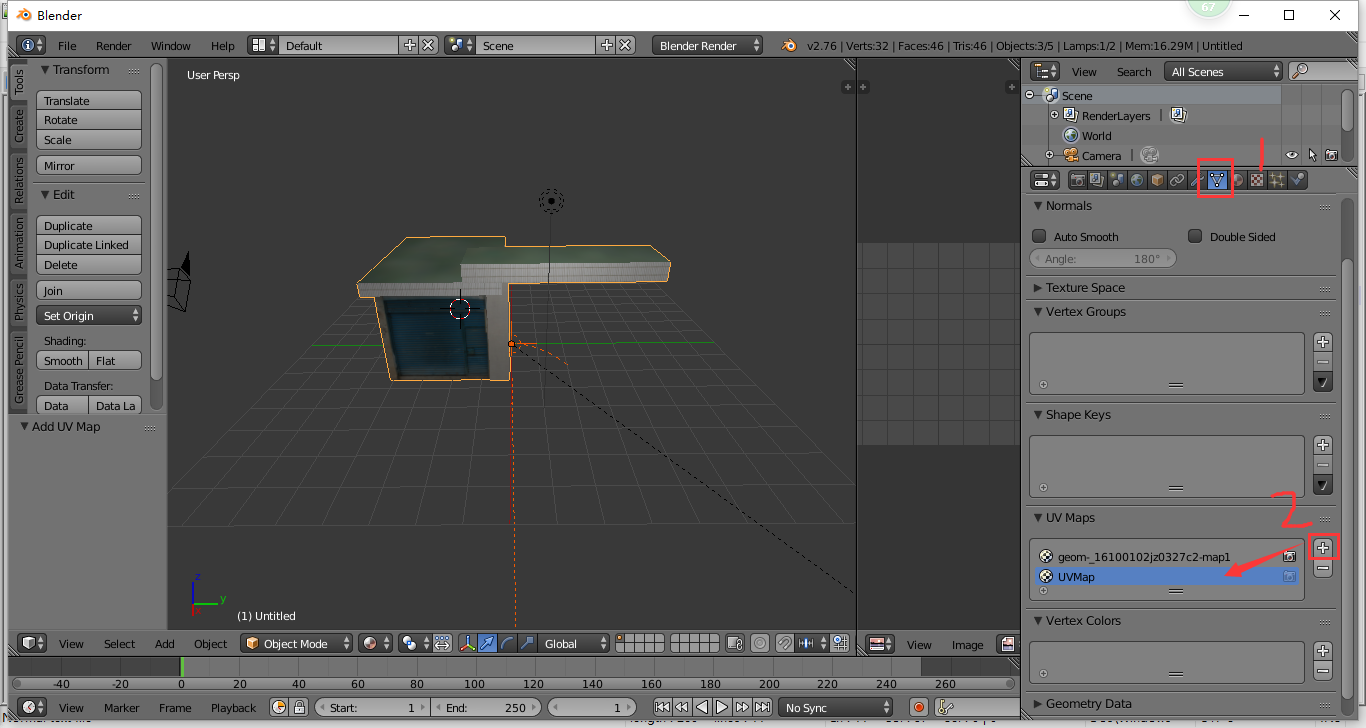 67
Blender
File Render Window Help Default Scene Blender Render v2.76 | Verts:32 | Faces:46 | Tris:46 | Objects:3/5 | Lamps:1/2 | Mem:16.29M | Untitled
Tools
Create
Relations
Animation
Physics
Grease Pencil
Transform
Translate
Rotate
Scale
Mirror
Edit
Duplicate
Duplicate Linked
Delete
Join
Set Origin
Shading:
Smooth Flat
Data Transfer:
Data Data La
Add UV Map
User Persp
z
y
(1) Untitled
View Select Add Object Object Mode Global
View Image
View Search All Scenes
Scene
RenderLayers
World
Camera
1
Normals
Auto Smooth Double Sided
Angle: 180°
Texture Space
Vertex Groups
Shape Keys
2
UV Maps
geom-_16100102jz0327c2-map1
UVMap
Vertex Colors
Geometry Data
-40 -20 0 20 40 60 80 100 120 140 160 180 200 220 240 260
View Marker Frame Playback Start: 1 End: 250 1 No Sync